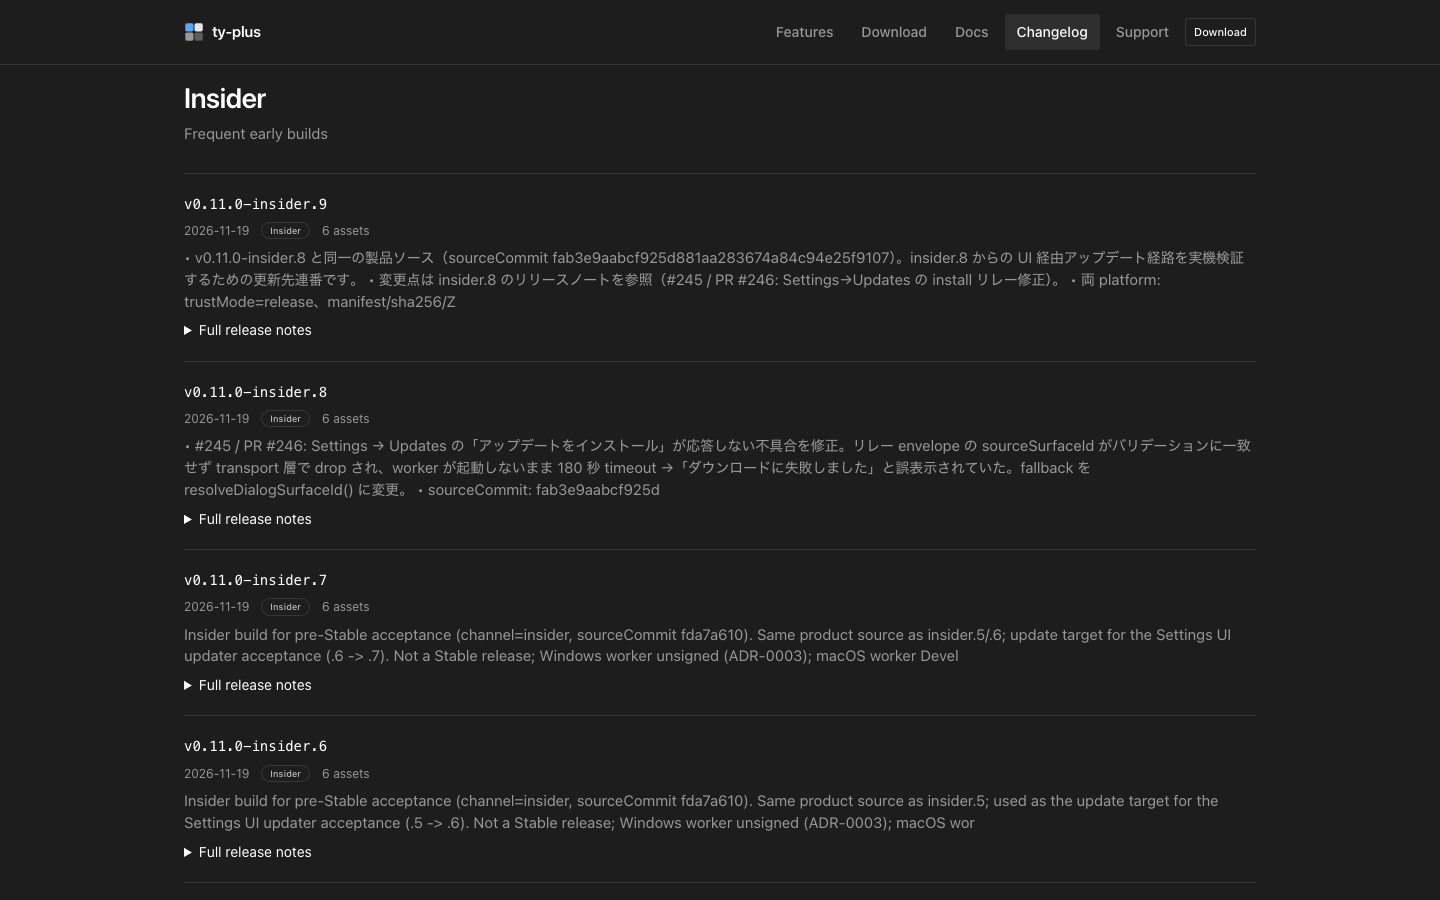 ty-plus
Features
Download
Docs
Changelog
Support
Download
Insider
Frequent early builds
v0.11.0-insider.9
2026-11-19 Insider 6 assets
• v0.11.0-insider.8 と同一の製品ソース（sourceCommit fab3e9aabcf925d881aa283674a84c94e25f9107）。insider.8 からの UI 経由アップデート経路を実機検証
するための更新先連番です。 • 変更点は insider.8 のリリースノートを参照（#245 / PR #246: Settings→Updates の install リレー修正）。 • 両 platform:
trustMode=release、manifest/sha256/Z
▶ Full release notes
v0.11.0-insider.8
2026-11-19 Insider 6 assets
• #245 / PR #246: Settings → Updates の「アップデートをインストール」が応答しない不具合を修正。リレー envelope の sourceSurfaceId がバリデーションに一致
せず transport 層で drop され、worker が起動しないまま 180 秒 timeout →「ダウンロードに失敗しました」と誤表示されていた。fallback を
resolveDialogSurfaceId() に変更。 • sourceCommit: fab3e9aabcf925d
▶ Full release notes
v0.11.0-insider.7
2026-11-19 Insider 6 assets
Insider build for pre-Stable acceptance (channel=insider, sourceCommit fda7a610). Same product source as insider.5/.6; update target for the Settings UI
updater acceptance (.6 -> .7). Not a Stable release; Windows worker unsigned (ADR-0003); macOS worker Devel
▶ Full release notes
v0.11.0-insider.6
2026-11-19 Insider 6 assets
Insider build for pre-Stable acceptance (channel=insider, sourceCommit fda7a610). Same product source as insider.5; used as the update target for the
Settings UI updater acceptance (.5 -> .6). Not a Stable release; Windows worker unsigned (ADR-0003); macOS wor
▶ Full release notes